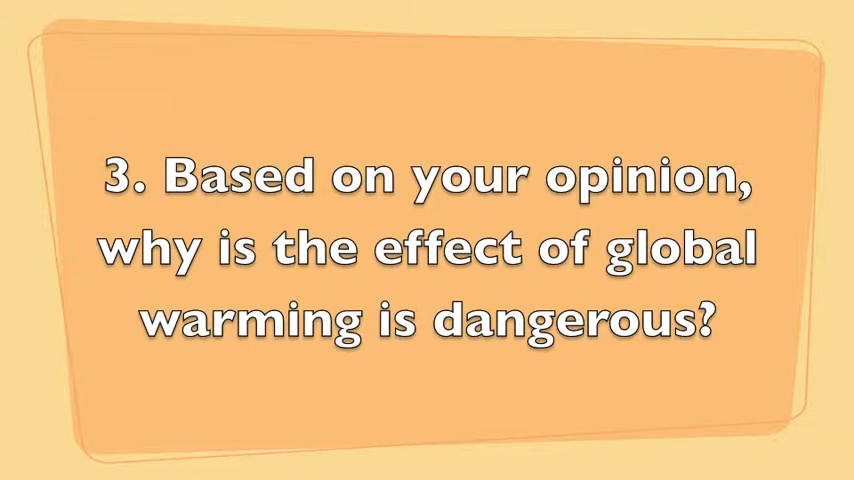 3. Based on your opinion,
why is the effect of global
warming is dangerous?